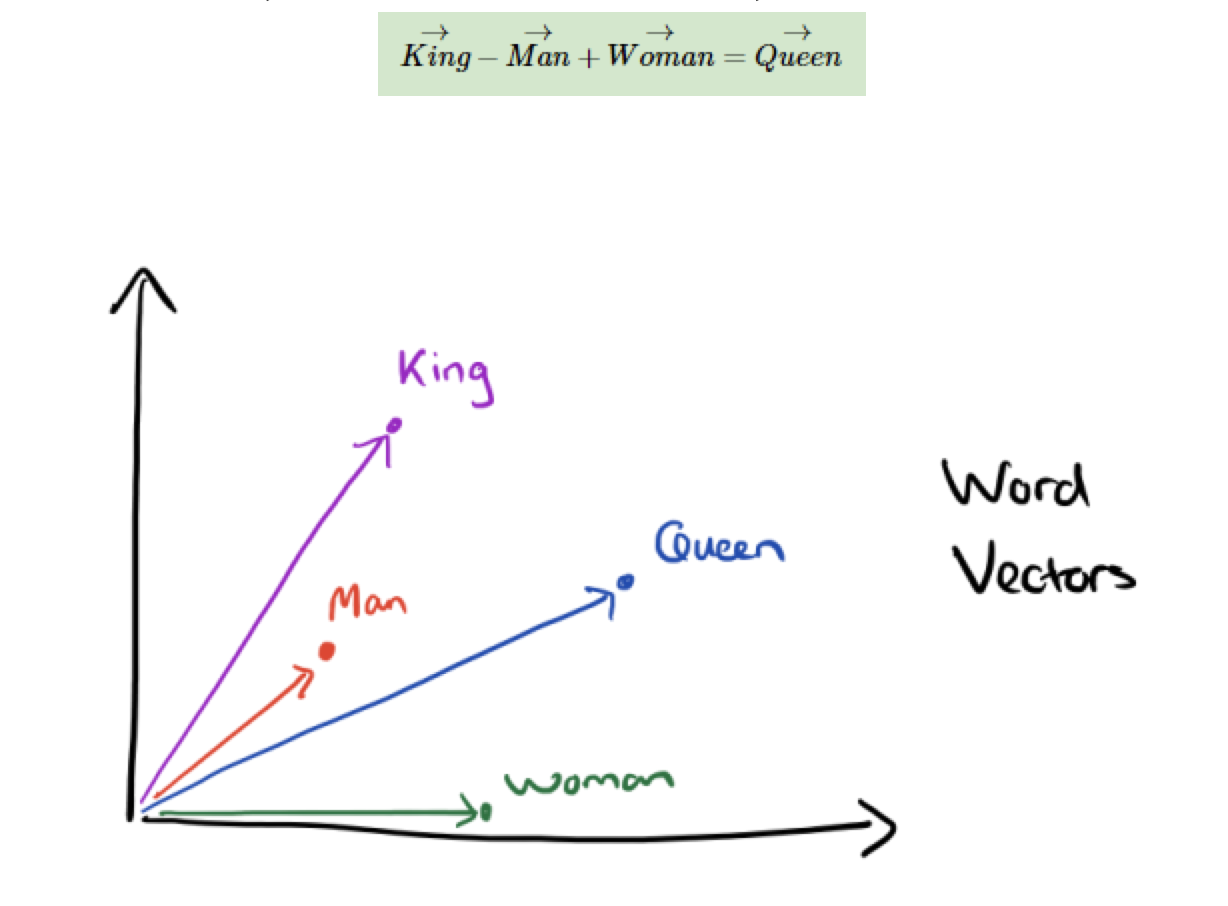 King − Man + Woman = Queen
King
Queen
Man
Woman
Word
Vectors